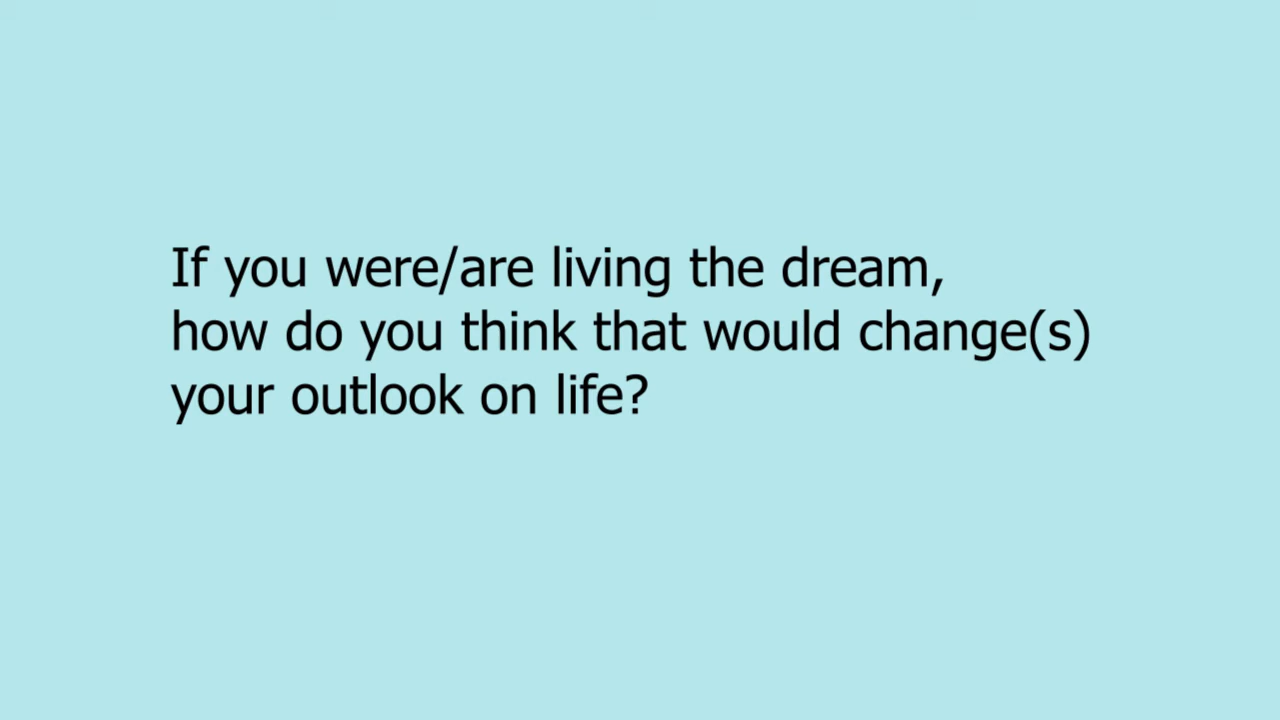 If you were/are living the dream,
how do you think that would change(s)
your outlook on life?